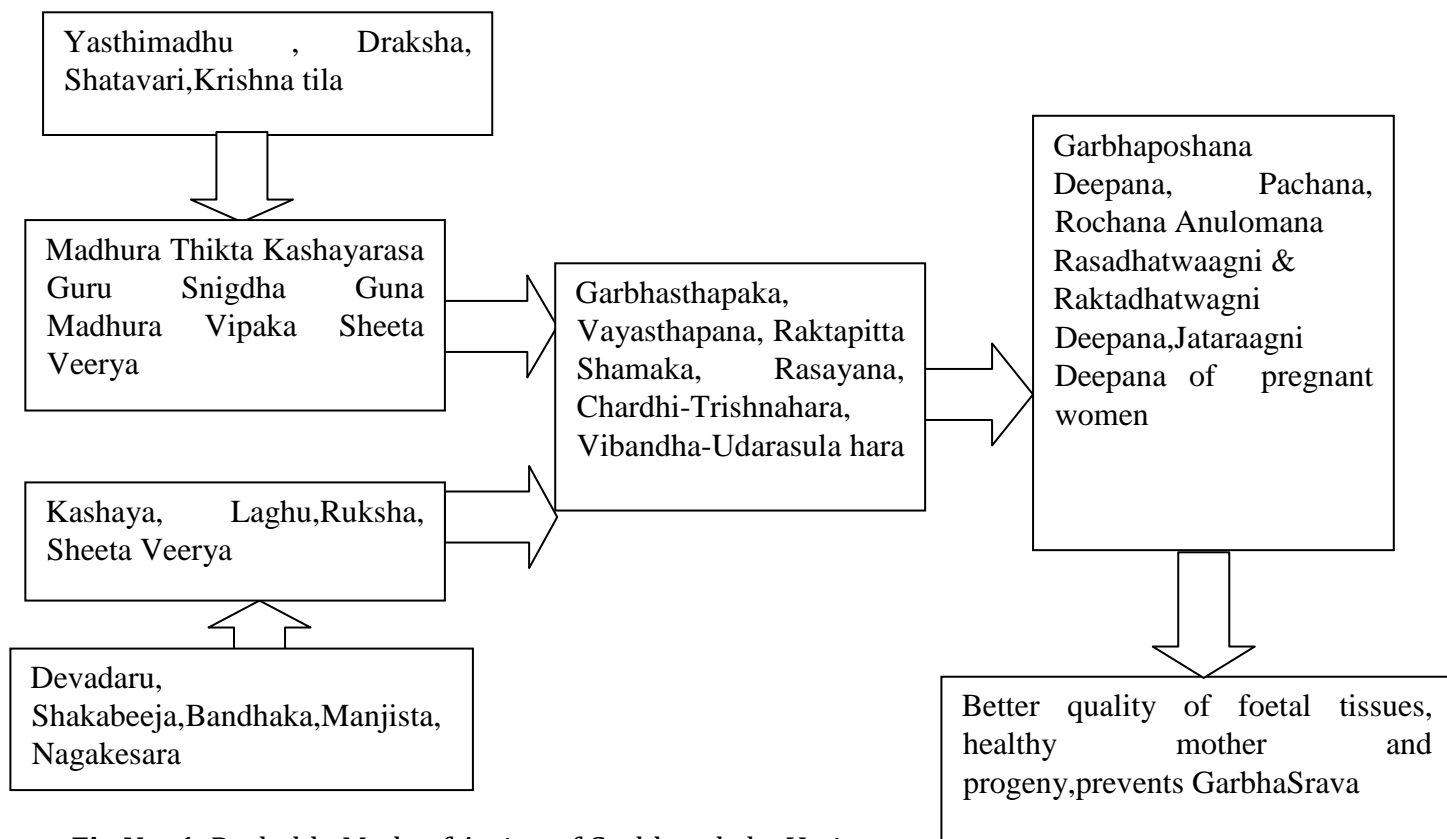 Yasthimadhu , Draksha,
Shatavari,Krishna tila
Madhura Thikta Kashayarasa
Guru Snigdha Guna
Madhura Vipaka Sheeta
Veerya
Kashaya, Laghu,Ruksha,
Sheeta Veerya
Devadaru,
Shakabeeja,Bandhaka,Manjista,
Nagakesara
Garbhasthapaka,
Vayasthapana, Raktapitta
Shamaka, Rasayana,
Chardhi-Trishnahara,
Vibandha-Udarasula hara
Garbhaposhana
Deepana, Pachana,
Rochana Anulomana
Rasadhatwaagni &
Raktadhatwagni
Deepana,Jataraagni
Deepana of pregnant
women
Better quality of foetal tissues,
healthy mother and
progeny,prevents GarbhaSrava